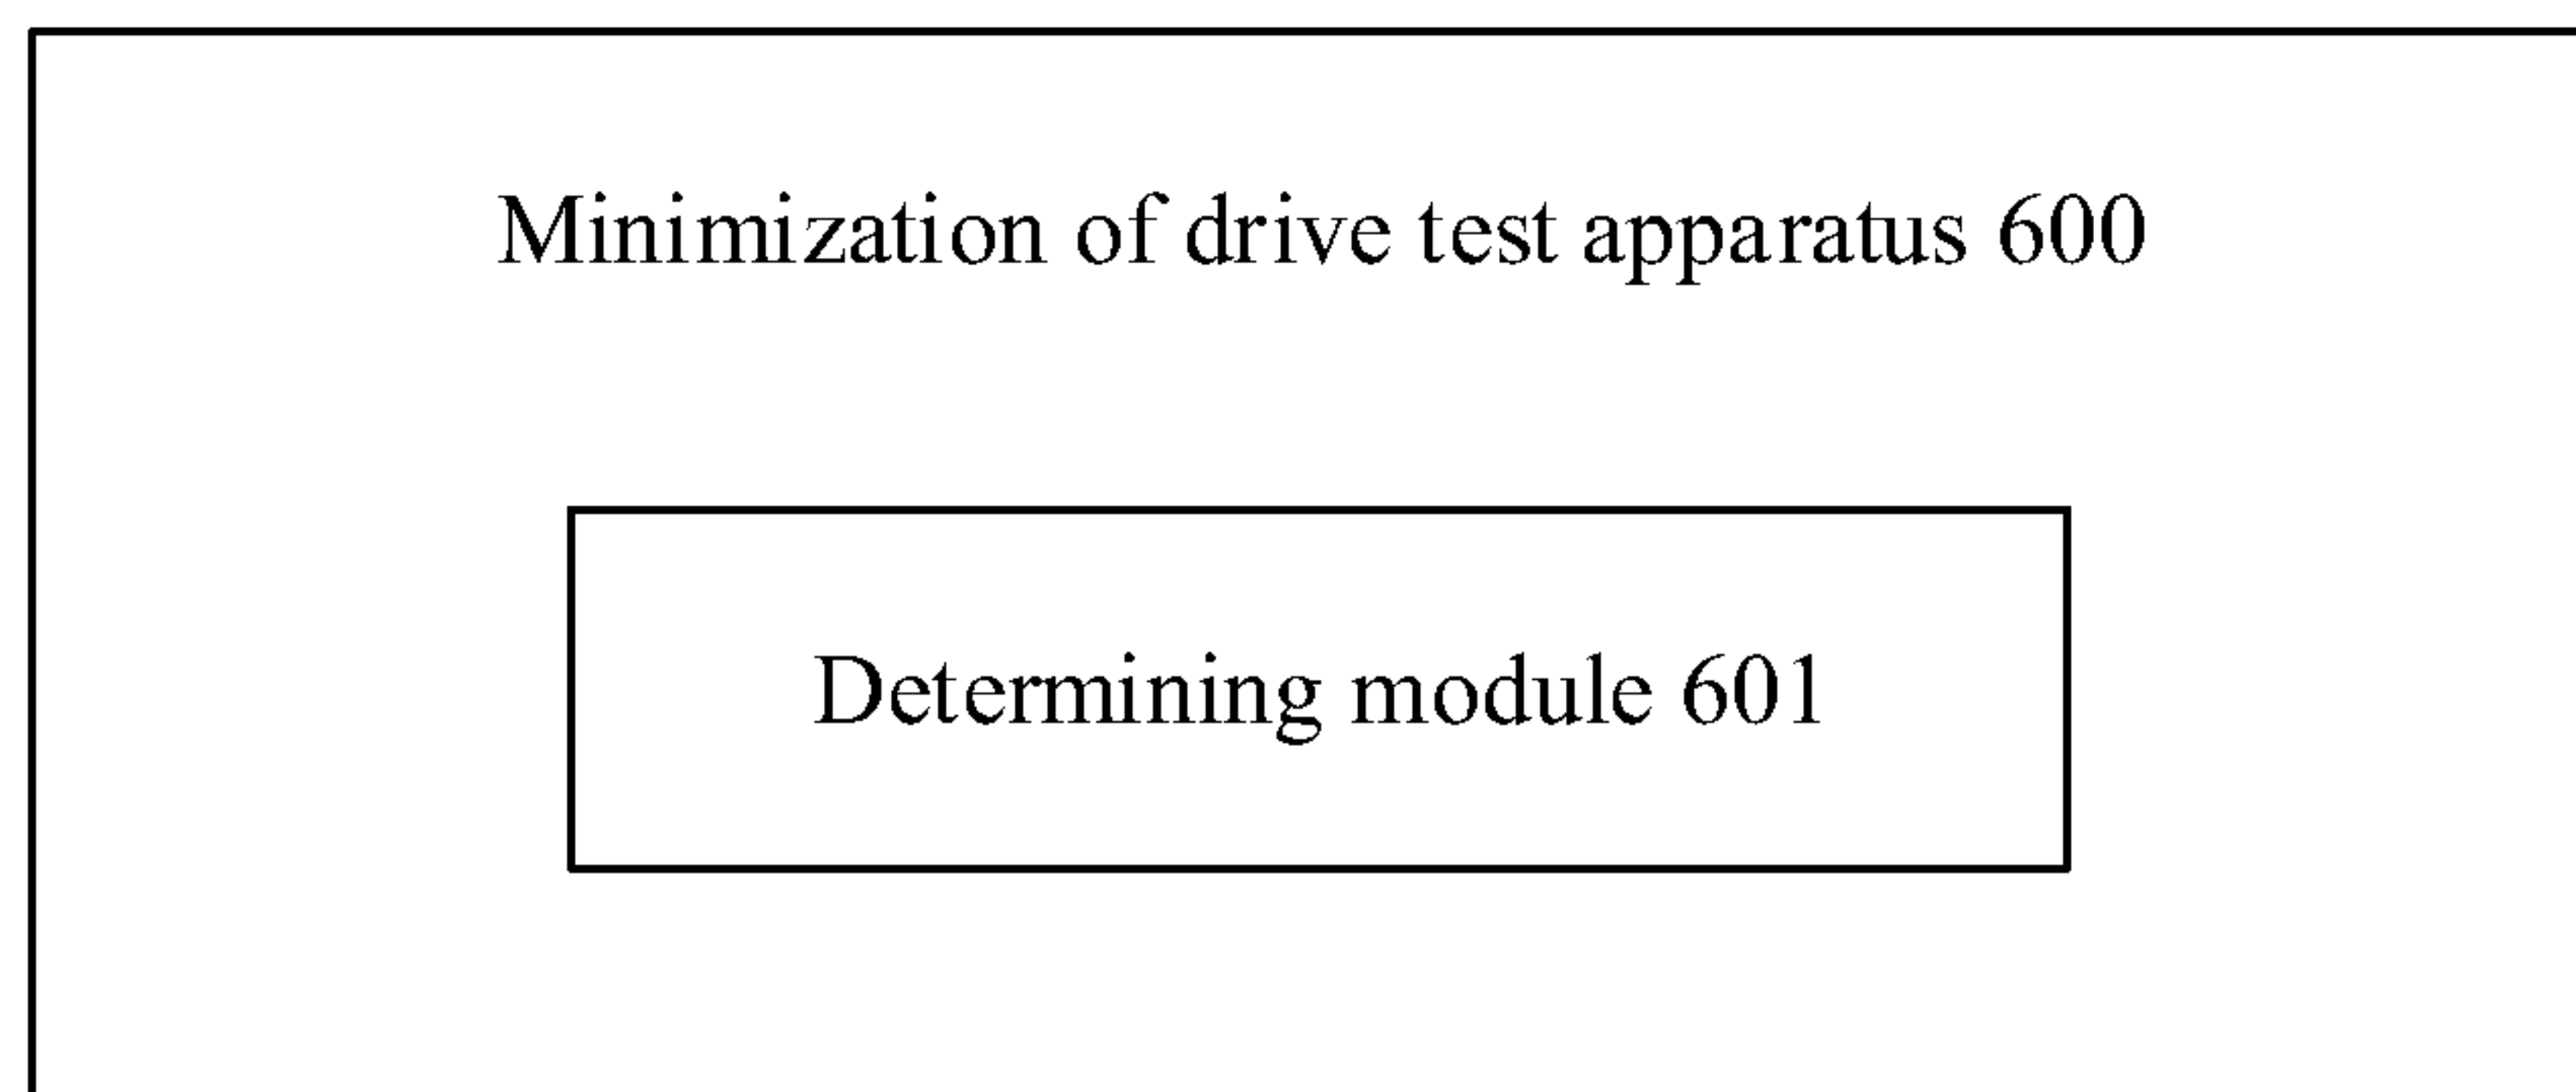 Minimization of drive test apparatus 600
Determining module 601